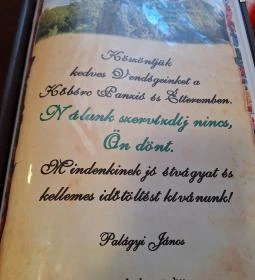 Köszöntjük
kedves Vendégeinket a
Kőbérc Panzió és Étteremben.
Nálunk szervízdíj nincs,
Ön dönt.
Mindenkinek jó étvágyat és
kellemes időtöltést kívánunk!
Palágyi János